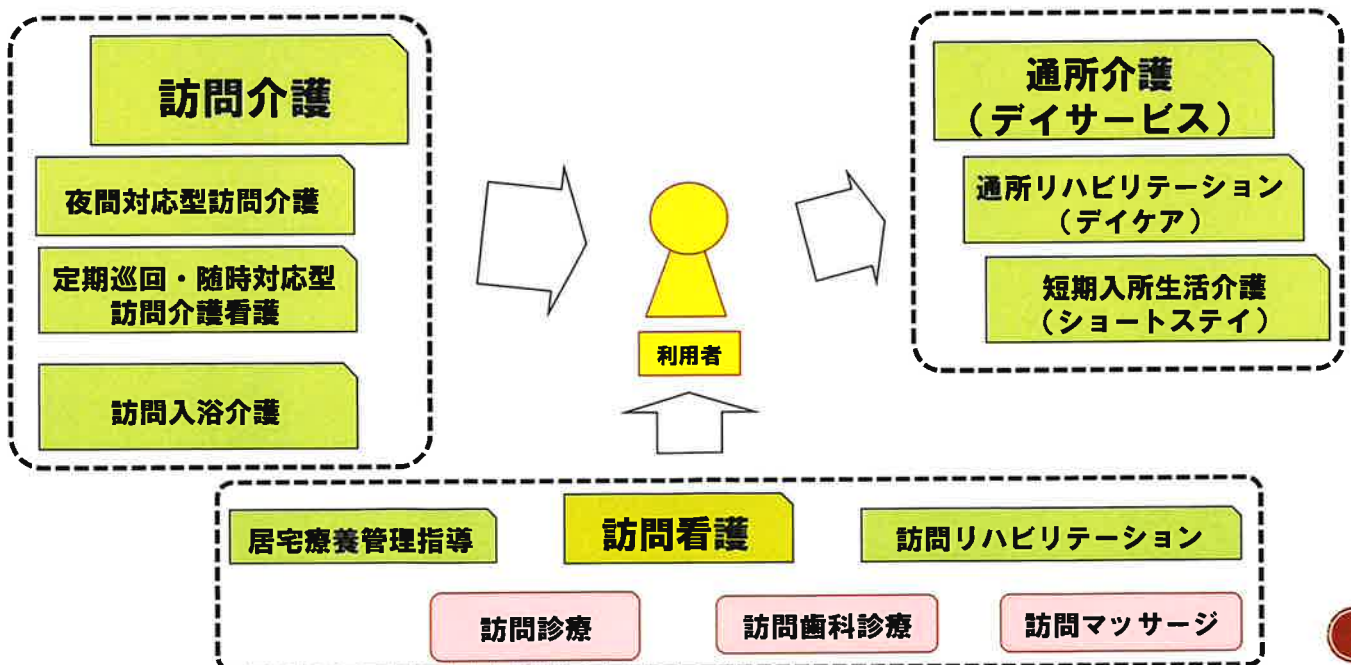 訪問介護
夜間対応型訪問介護
定期巡回・随時対応型
訪問介護看護
訪問入浴介護
利用者
通所介護
（デイサービス）
通所リハビリテーション
（デイケア）
短期入所生活介護
（ショートステイ）
居宅療養管理指導
訪問看護
訪問リハビリテーション
訪問診療
訪問歯科診療
訪問マッサージ